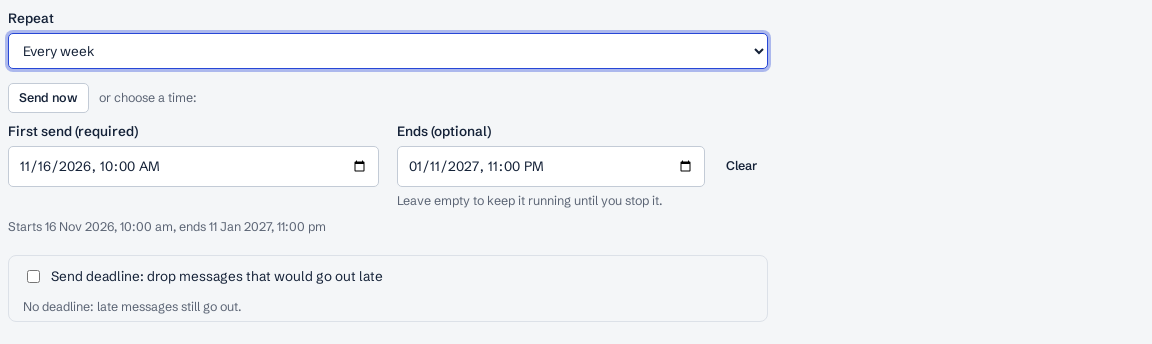 Repeat
Every week
Send now or choose a time:
First send (required) Ends (optional)
11/16/2026, 10:00 AM 01/11/2027, 11:00 PM Clear
Leave empty to keep it running until you stop it.
Starts 16 Nov 2026, 10:00 am, ends 11 Jan 2027, 11:00 pm
Send deadline: drop messages that would go out late
No deadline: late messages still go out.